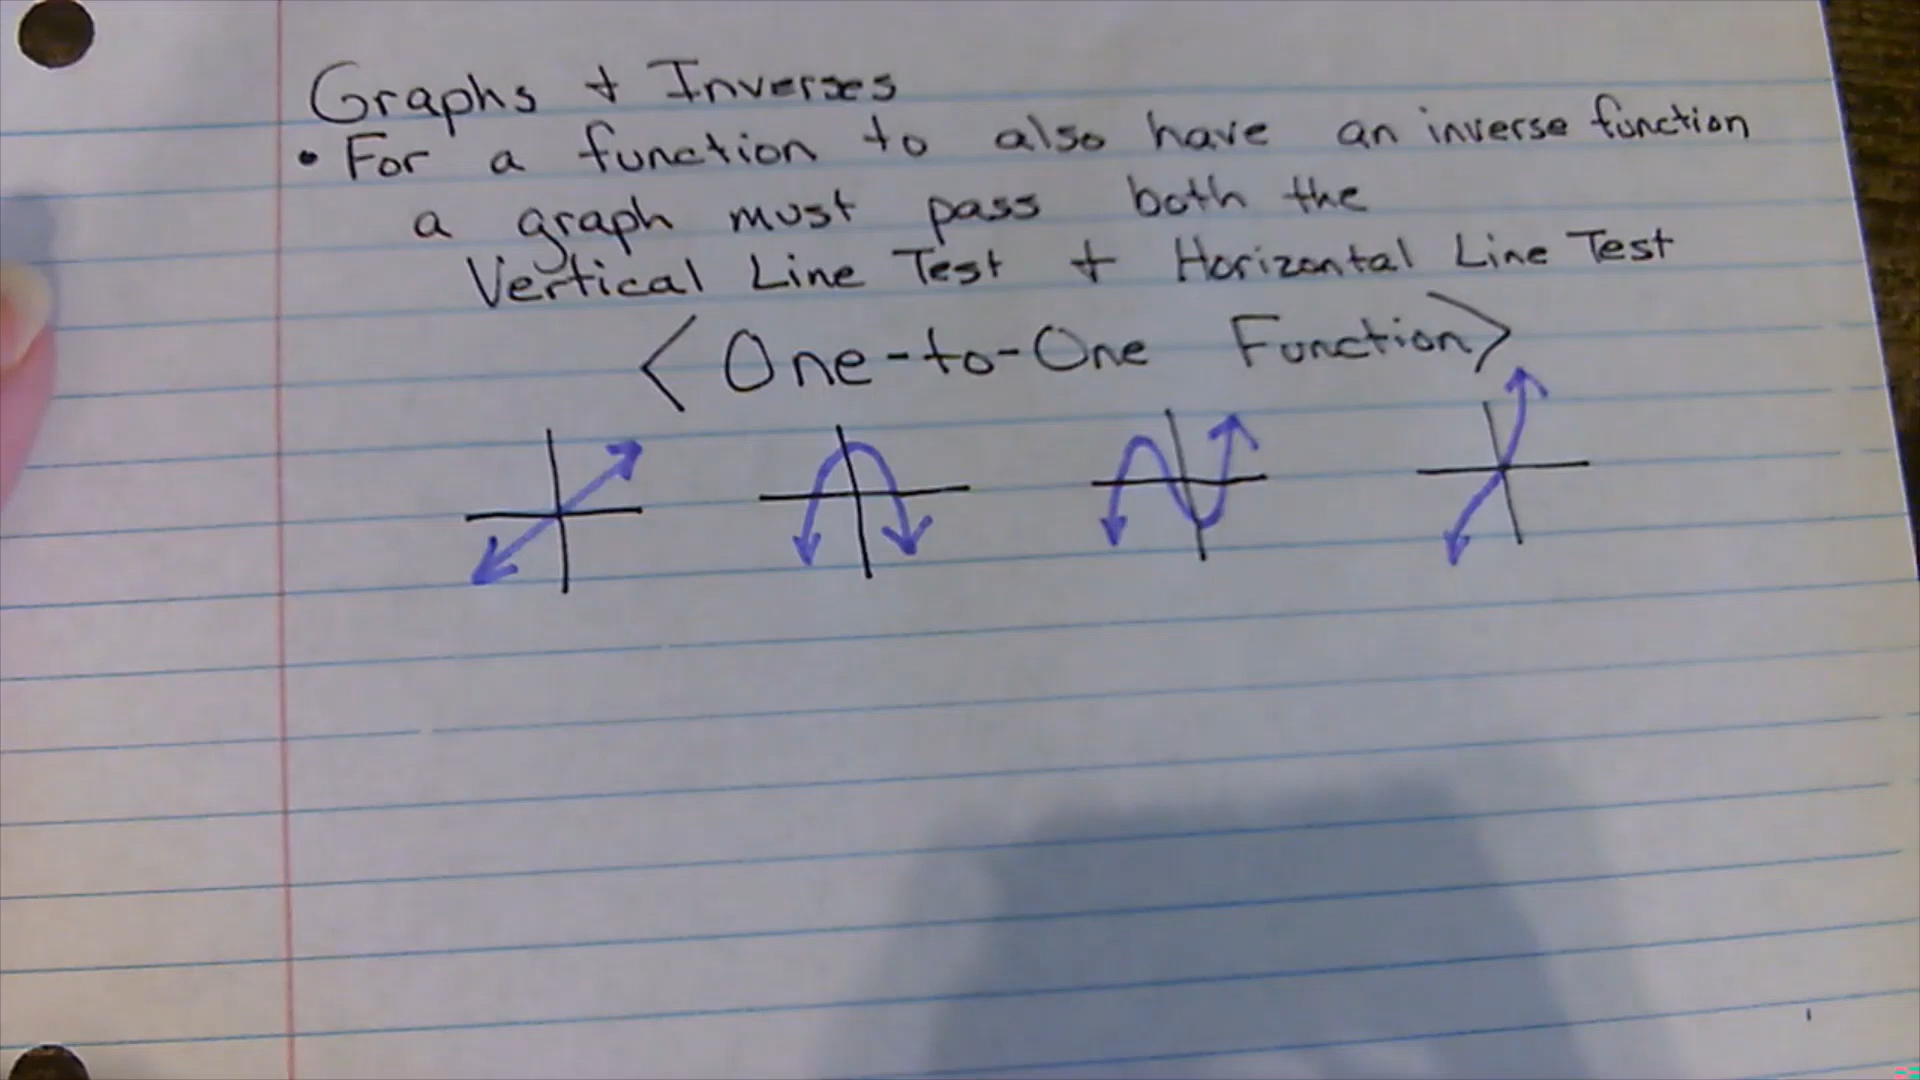 Graphs + Inverses
• For a function to also have an inverse function
a graph must pass both the
Vertical Line Test + Horizontal Line Test
<One-to-One Function>